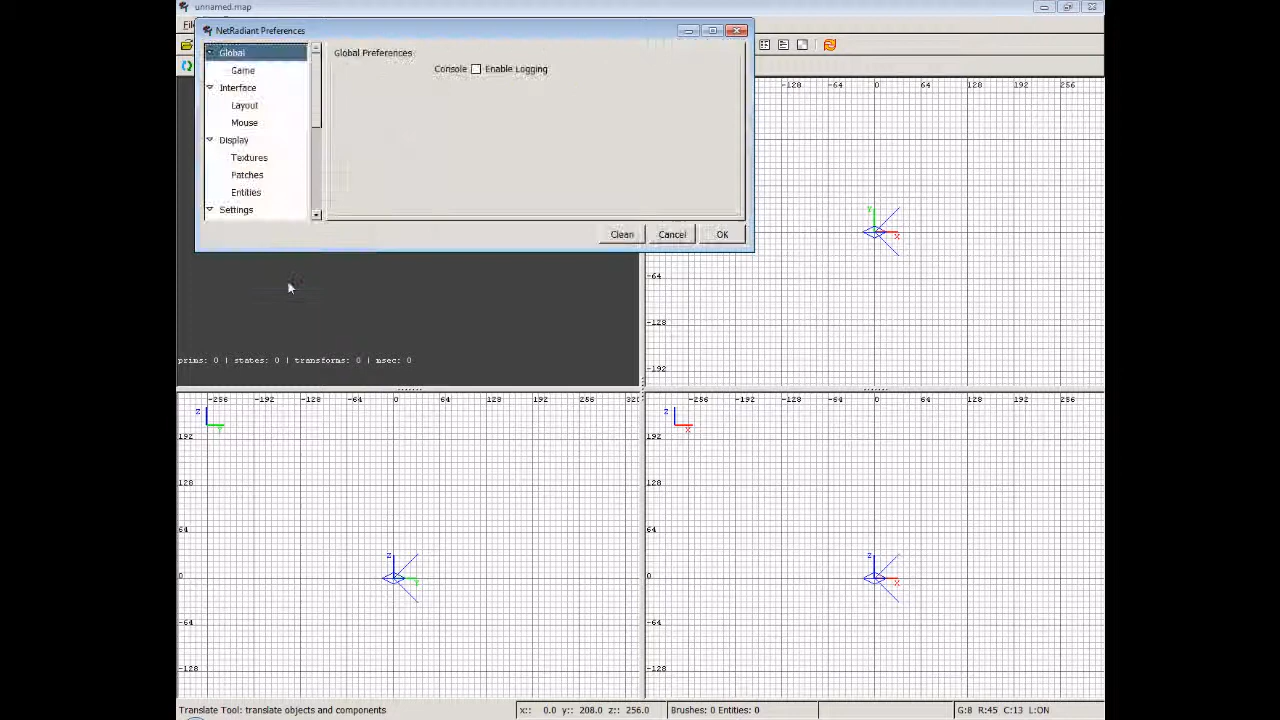 unnamed.map
NetRadiant Preferences
Global
Game
Interface
Layout
Mouse
Display
Textures
Patches
Entities
Settings
Global Preferences
Console Enable Logging
Clean Cancel OK
prims: 0 | states: 0 | transforms: 0 | msec: 0
-128 -64 0 64 128 192 256
Y
X
-64
-128
-192
-256 -192 -128 -64 0 64 128 192 256
Z
Y
192
128
64
0
-64
-128
Z
Y
-256 -192 -128 -64 0 64 128 192 256
Z
X
192
128
64
0
-64
-128
Z
X
Translate Tool: translate objects and components
x:: 0.0 y:: 208.0 z:: 256.0
Brushes: 0 Entities: 0
G:8 R:45 C:13 L:ON